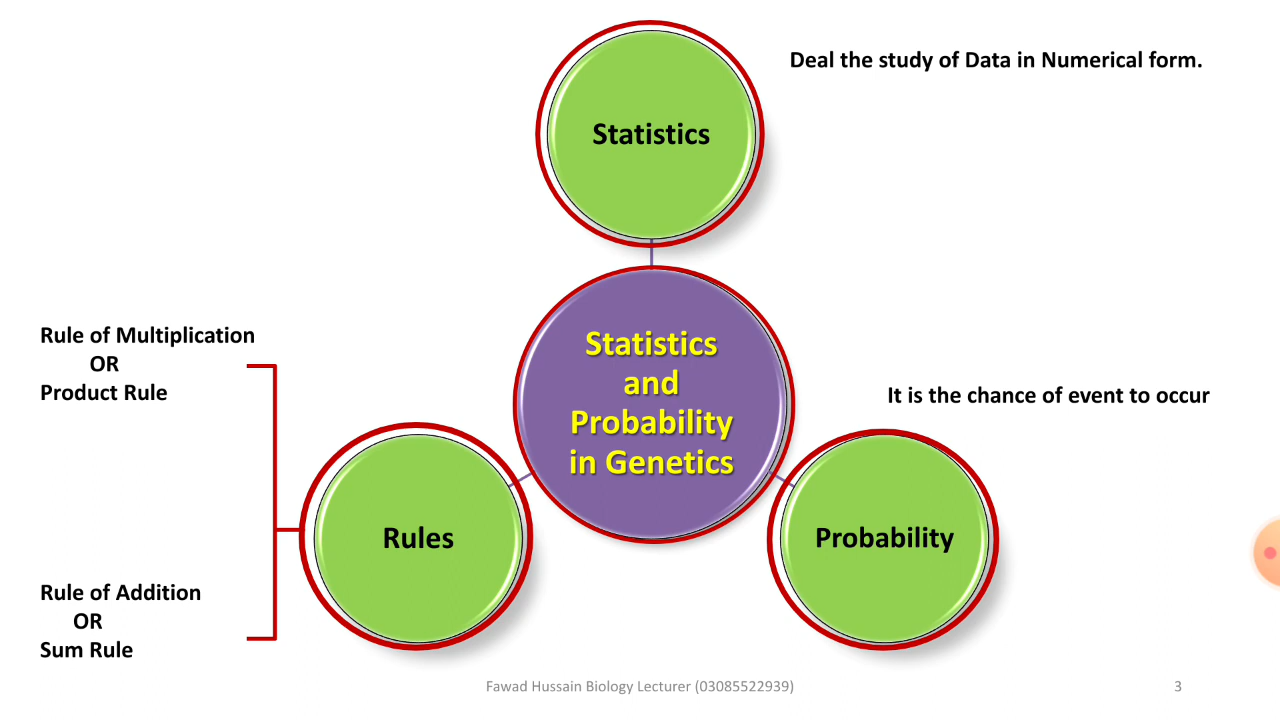 Statistics
Deal the study of Data in Numerical form.
Statistics
and
Probability
in Genetics
Rule of Multiplication
OR
Product Rule
It is the chance of event to occur
Rules
Probability
Rule of Addition
OR
Sum Rule
Fawad Hussain Biology Lecturer (03085522939)
3